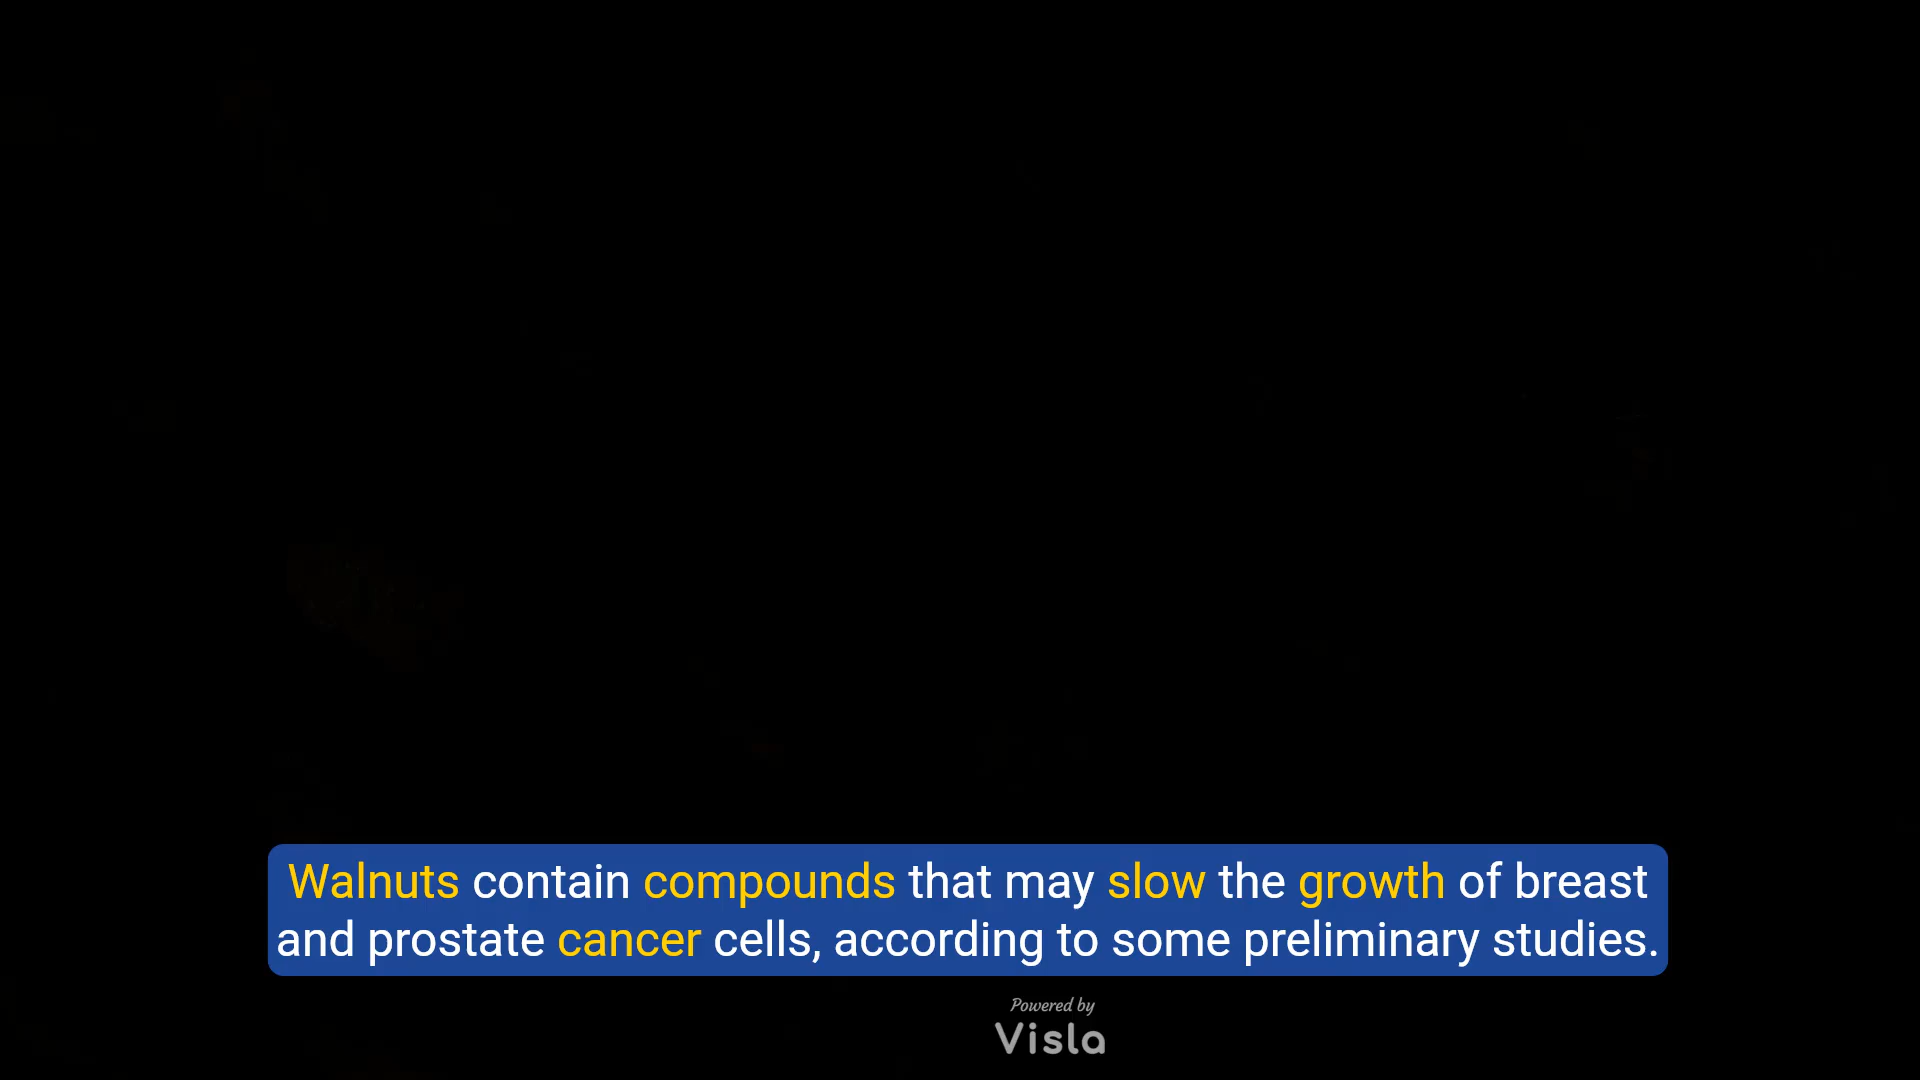 Walnuts contain compounds that may slow the growth of breast
and prostate cancer cells, according to some preliminary studies.
Powered by
Visla